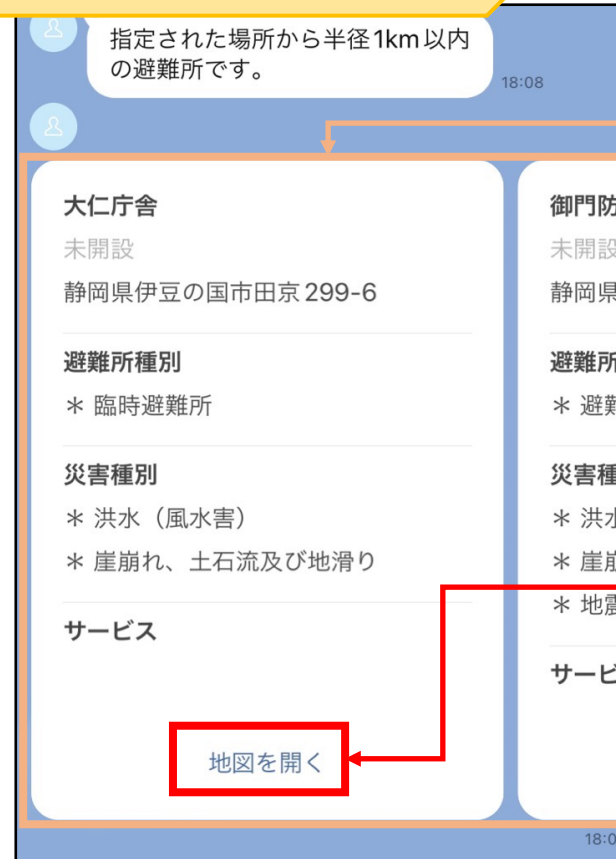 指定された場所から半径1km以内
の避難所です。
18:08
大仁庁舎
未開設
静岡県伊豆の国市田京299-6
避難所種別
＊ 臨時避難所
災害種別
＊ 洪水（風水害）
＊ 崖崩れ、土石流及び地滑り
サービス
地図を開く
御門防
未開設
静岡県
避難所
＊ 避難
災害種
＊ 洪水
＊ 崖崩
＊ 地震
サービ
18:0